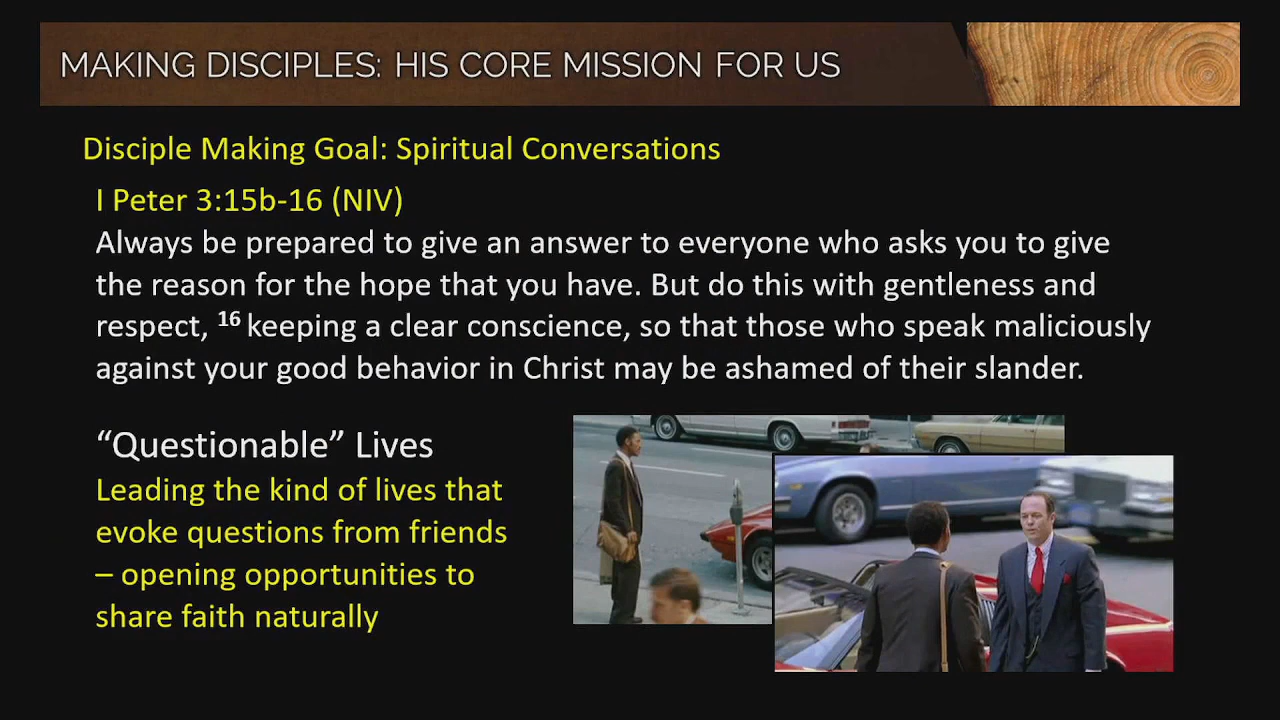 MAKING DISCIPLES: HIS CORE MISSION FOR US
Disciple Making Goal: Spiritual Conversations
I Peter 3:15b-16 (NIV)
Always be prepared to give an answer to everyone who asks you to give
the reason for the hope that you have. But do this with gentleness and
respect, 16 keeping a clear conscience, so that those who speak maliciously
against your good behavior in Christ may be ashamed of their slander.
“Questionable” Lives
Leading the kind of lives that
evoke questions from friends
– opening opportunities to
share faith naturally